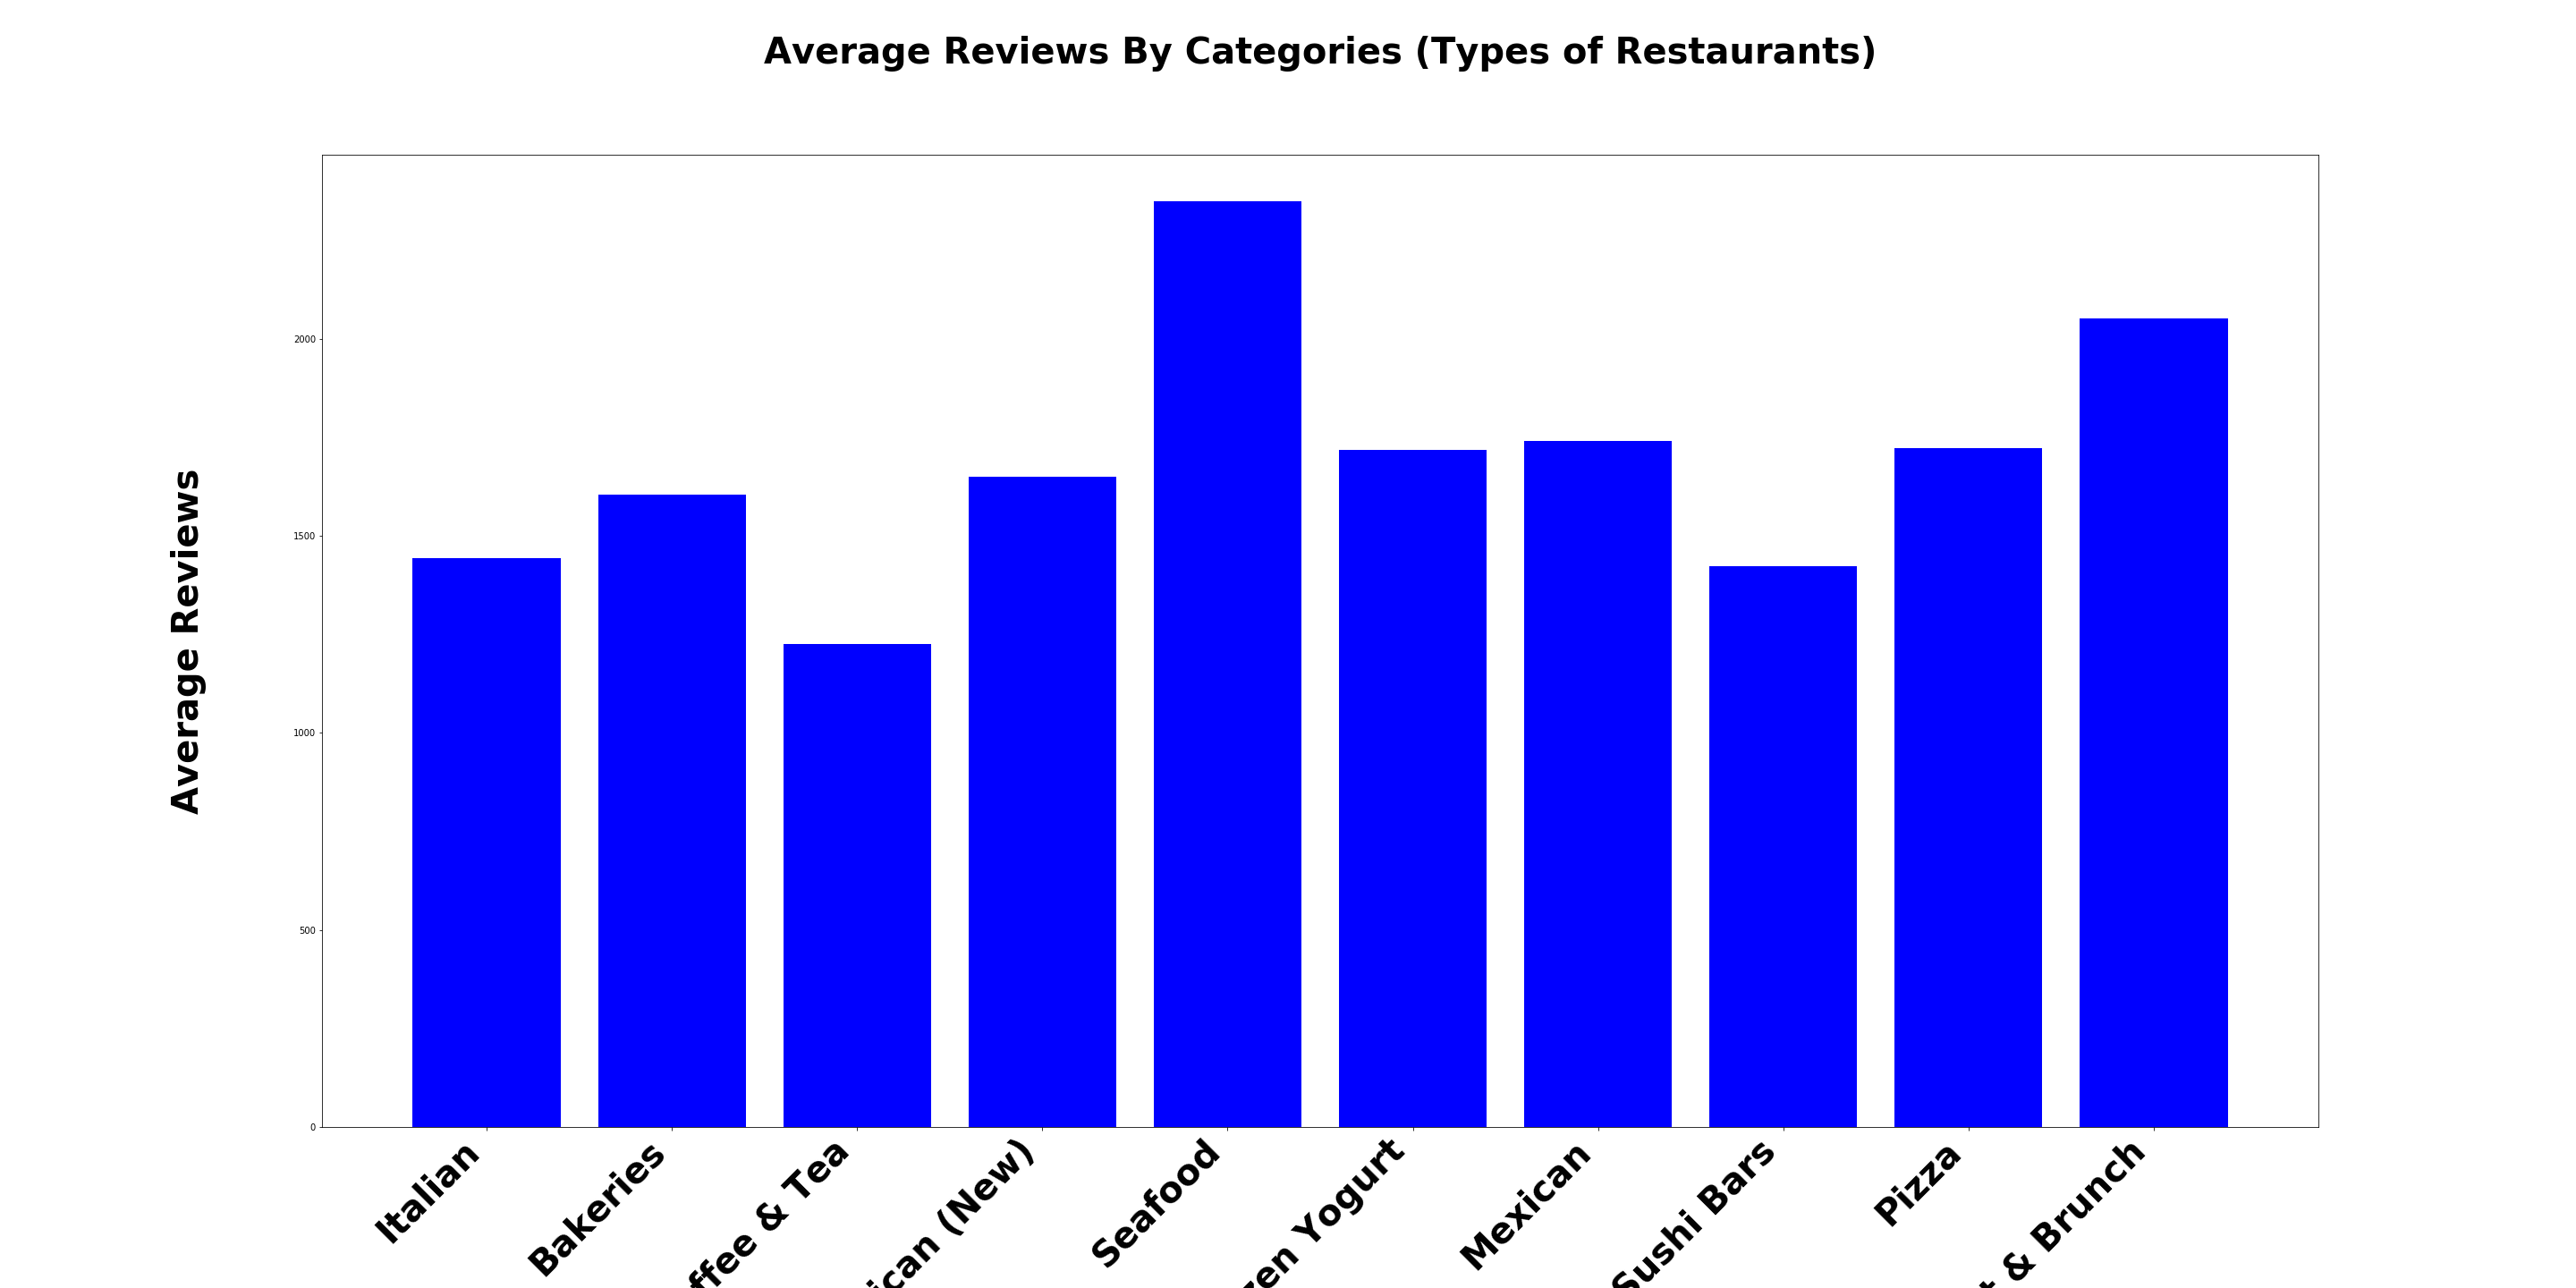 Average Reviews By Categories (Types of Restaurants)
Average Reviews
2000
1500
1000
500
0
Italian
Bakeries
ffee & Tea
ican (New)
Seafood
zen Yogurt
Mexican
Sushi Bars
Pizza
& Brunch